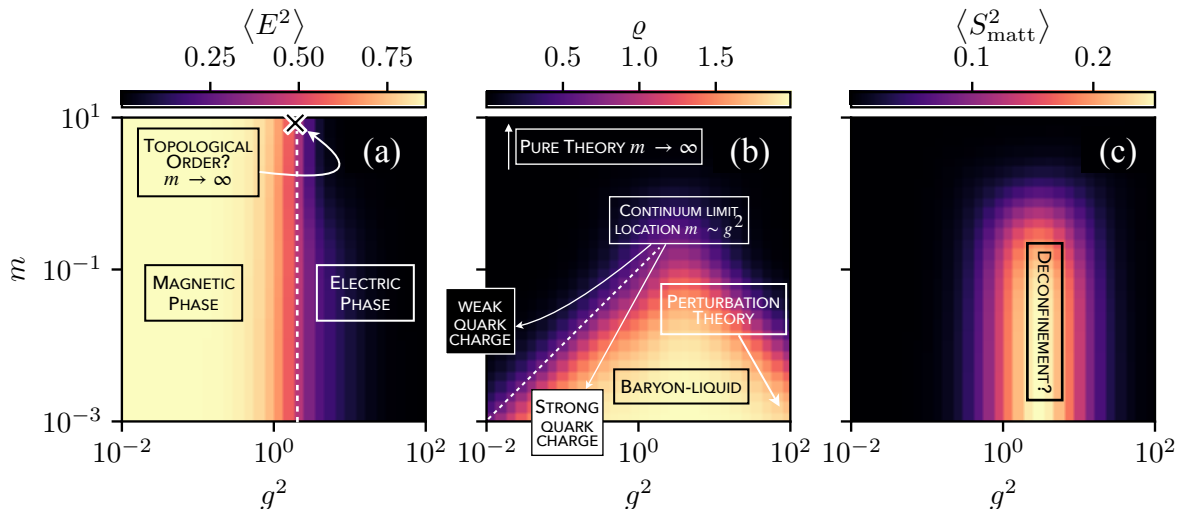 ⟨E²⟩
0.25 0.50 0.75
ϱ
0.5 1.0 1.5
⟨S²matt⟩
0.1 0.2
10¹
10⁻¹
10⁻³
m
(a)
TOPOLOGICAL
ORDER?
m → ∞
MAGNETIC
PHASE
ELECTRIC
PHASE
10⁻² 10⁰ 10²
g²
(b)
PURE THEORY m → ∞
CONTINUUM LIMIT
LOCATION m ∼ g²
WEAK
QUARK
CHARGE
PERTURBATION
THEORY
BARYON-LIQUID
STRONG
QUARK
CHARGE
10⁻² 10⁰ 10²
g²
(c)
DECONFINEMENT?
10⁻² 10⁰ 10²
g²